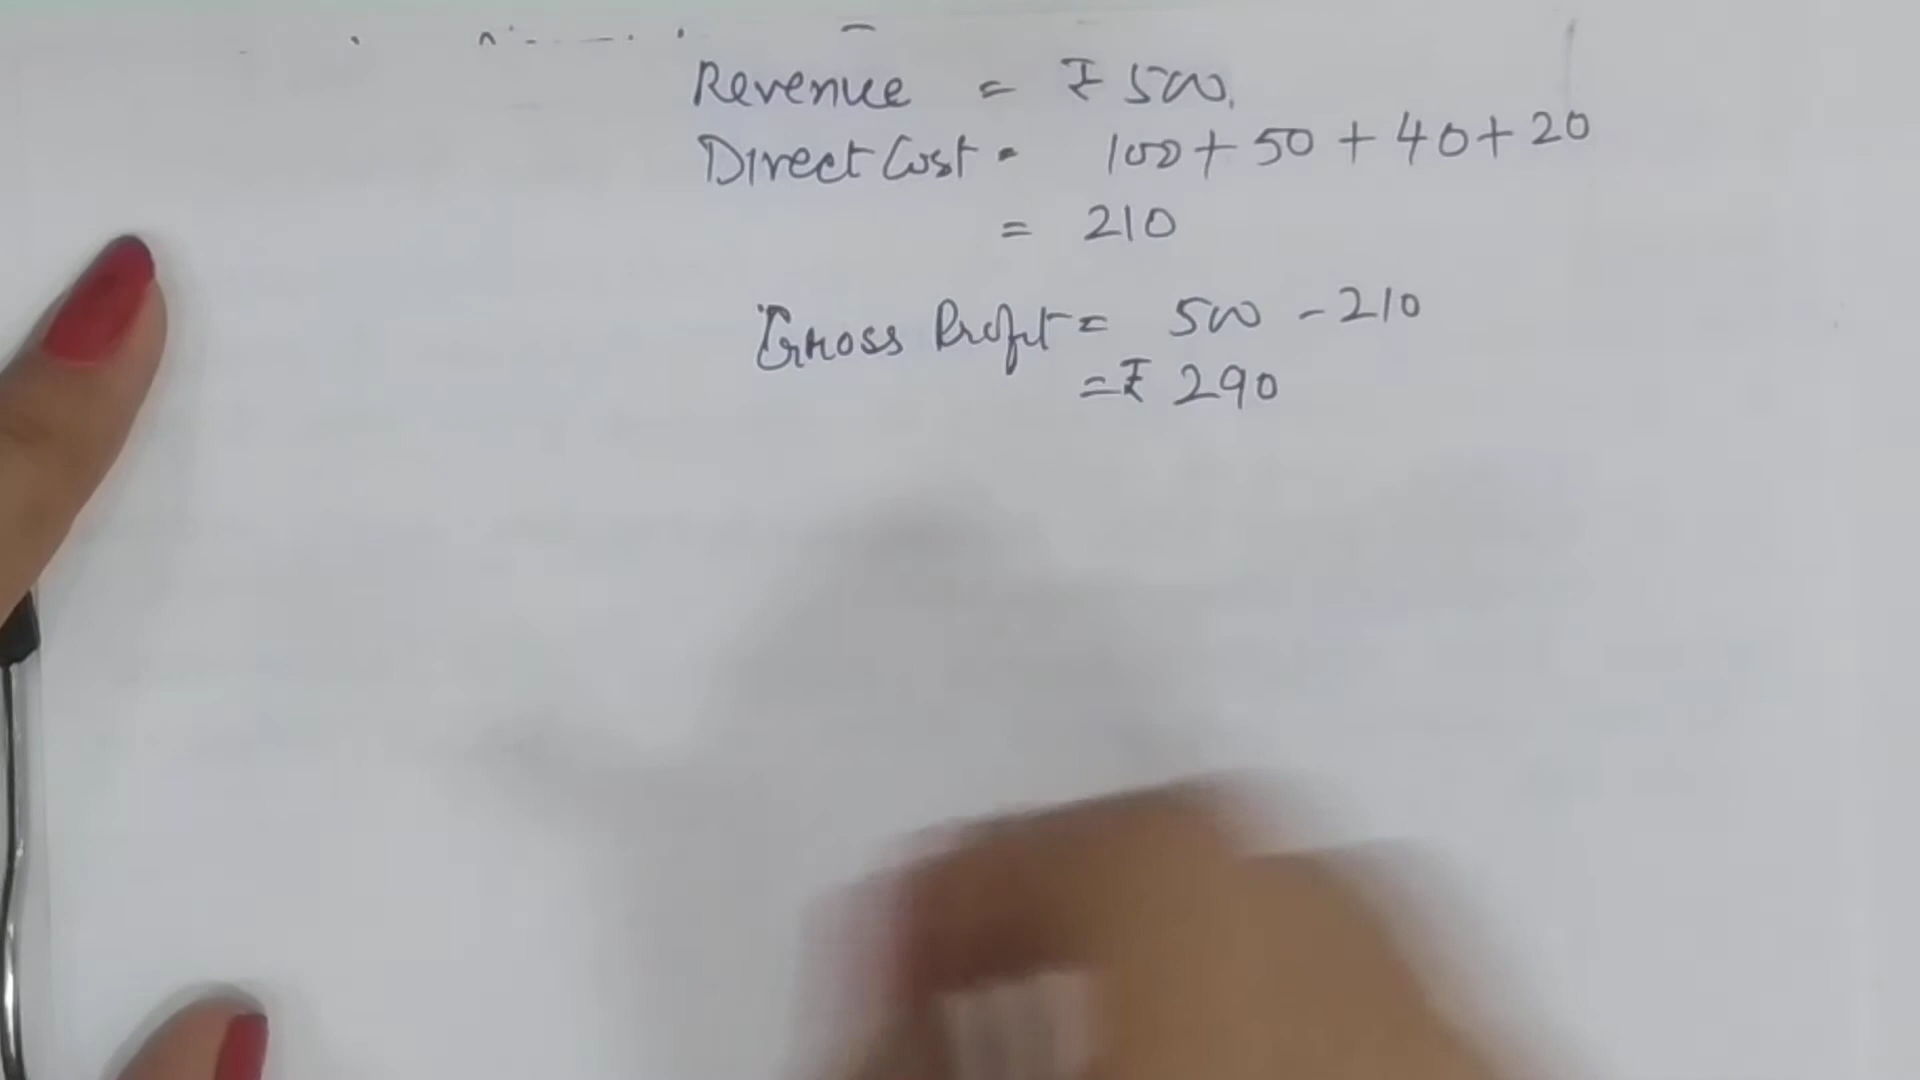 Revenue = ₹ 500.
Direct Cost = 100 + 50 + 40 + 20
= 210
Gross Profit = 500 - 210
= ₹ 290